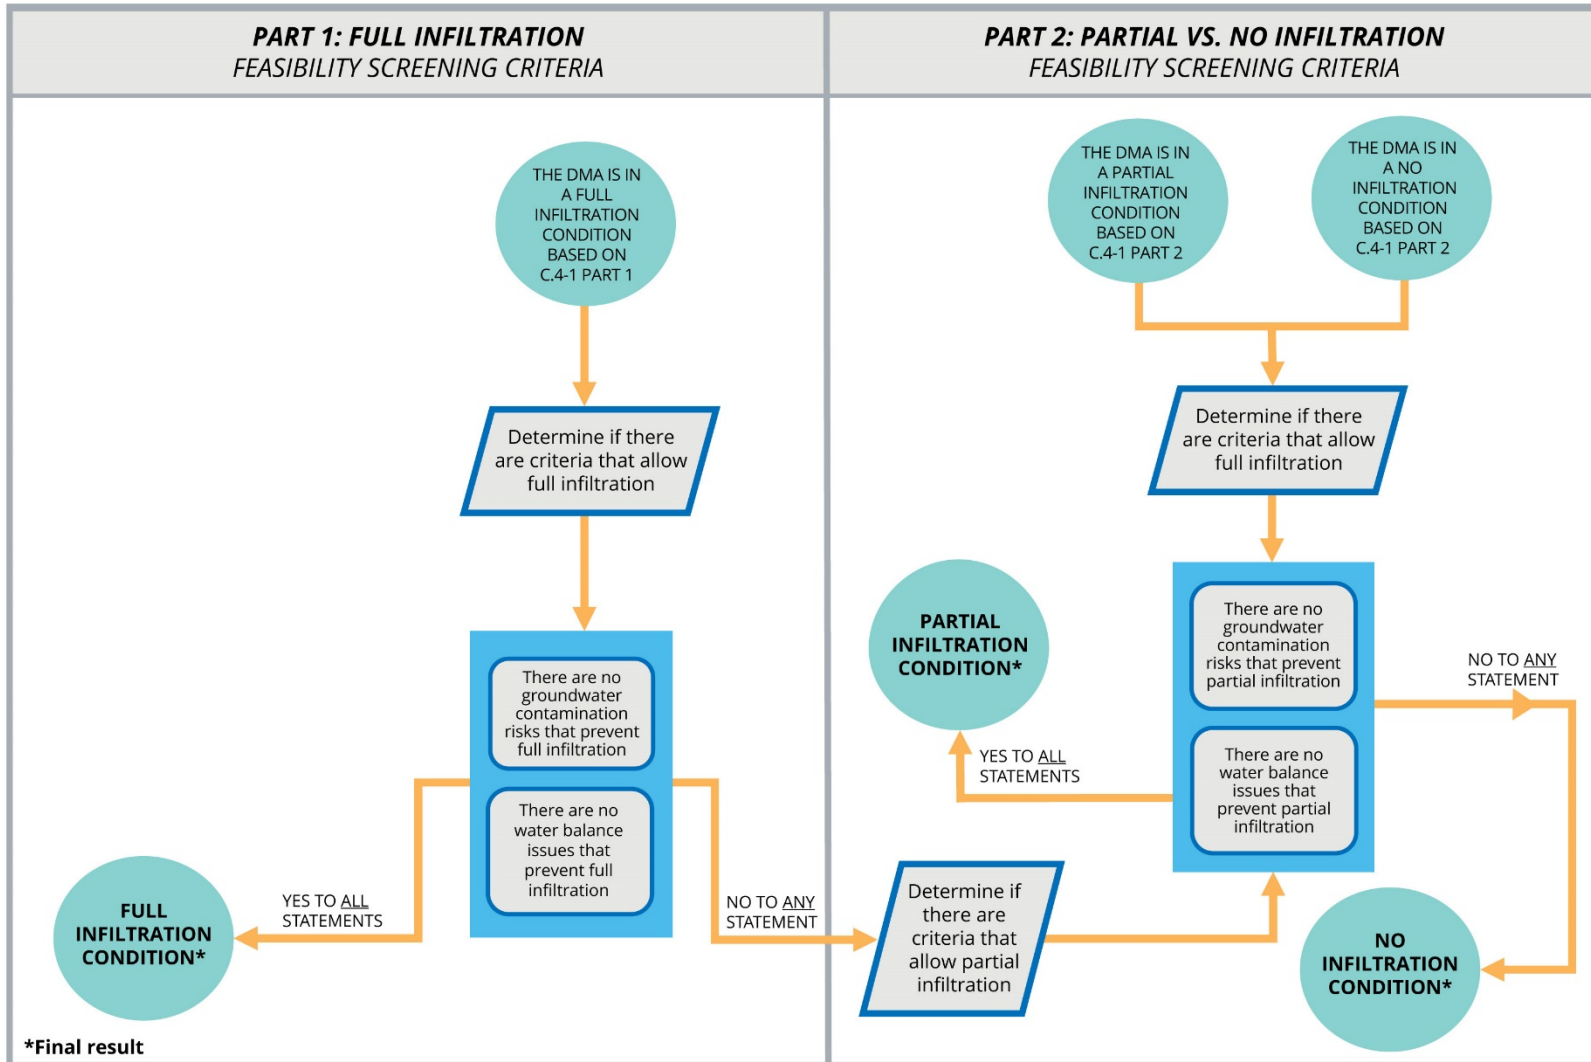 PART 1: FULL INFILTRATION
FEASIBILITY SCREENING CRITERIA
THE DMA IS IN
A FULL
INFILTRATION
CONDITION
BASED ON
C.4-1 PART 1
Determine if there
are criteria that allow
full infiltration
There are no
groundwater
contamination
risks that prevent
full infiltration
There are no
water balance
issues that
prevent full
infiltration
YES TO ALL
STATEMENTS
FULL
INFILTRATION
CONDITION*
NO TO ANY
STATEMENT
*Final result
PART 2: PARTIAL VS. NO INFILTRATION
FEASIBILITY SCREENING CRITERIA
THE DMA IS IN
A PARTIAL
INFILTRATION
CONDITION
BASED ON
C.4-1 PART 2
THE DMA IS IN
A NO
INFILTRATION
CONDITION
BASED ON
C.4-1 PART 2
Determine if there
are criteria that allow
full infiltration
There are no
groundwater
contamination
risks that prevent
partial infiltration
There are no
water balance
issues that
prevent partial
infiltration
PARTIAL
INFILTRATION
CONDITION*
YES TO ALL
STATEMENTS
NO TO ANY
STATEMENT
Determine if
there are
criteria that
allow partial
infiltration
NO
INFILTRATION
CONDITION*